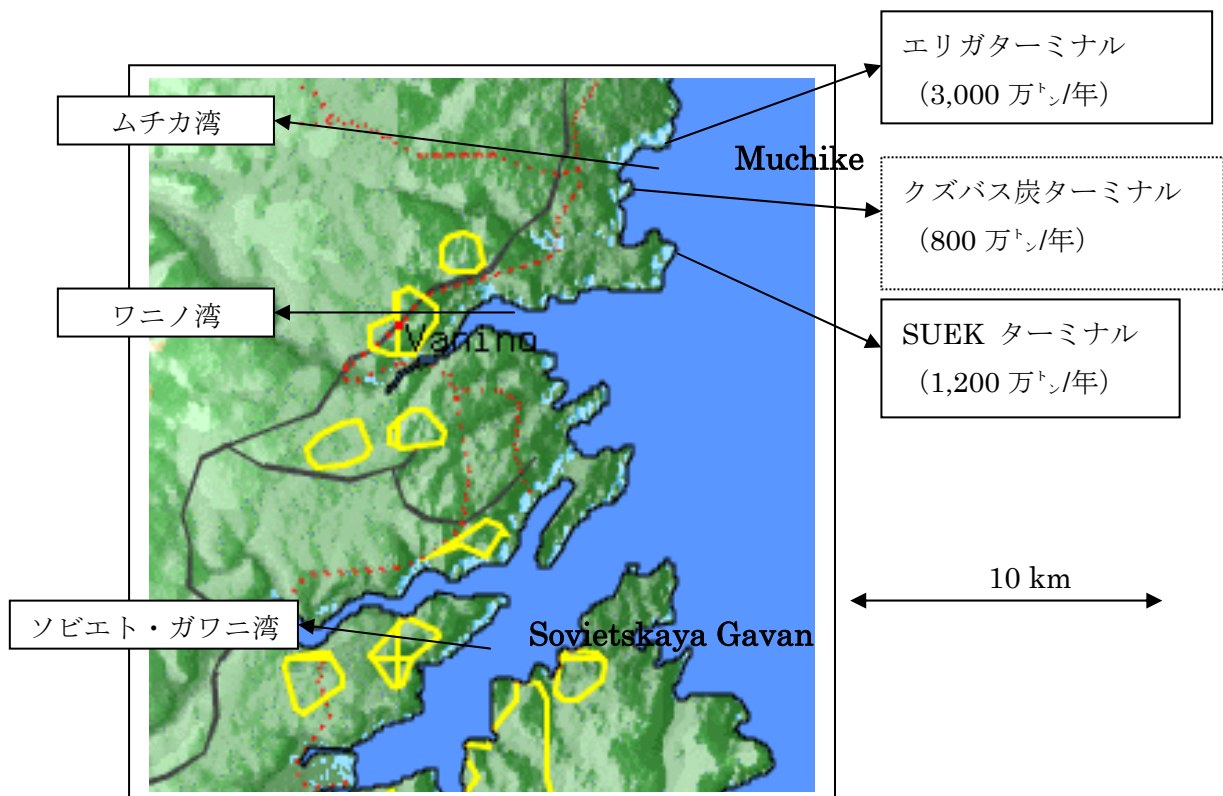 エリガターミナル
（3,000 万㌧/年）
ムチカ湾
Muchike
クズバス炭ターミナル
（800 万㌧/年）
ワニノ湾
Vanino
SUEK ターミナル
（1,200 万㌧/年）
10 km
ソビエト・ガワニ湾
Sovietskaya Gavan